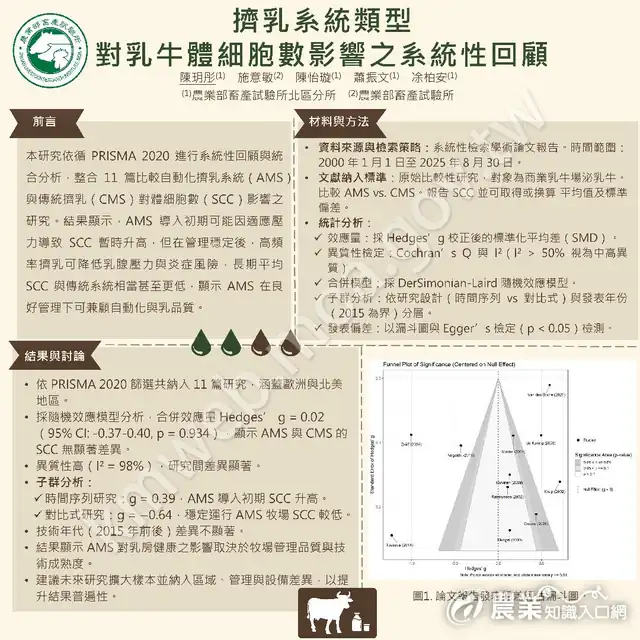 擠乳系統類型
對乳牛體細胞數影響之系統性回顧
陳玥彤(1) 施意敏(2) 陳怡璇(1) 蕭振文(1) 凃柏安(1)
(1)農業部畜產試驗所北區分所 (2)農業部畜產試驗所
前言
本研究依循 PRISMA 2020 進行系統性回顧與統
合分析，整合 11 篇比較自動化擠乳系統（AMS）
與傳統擠乳（CMS）對體細胞數（SCC）影響之
研究。結果顯示，AMS 導入初期可能因適應壓
力導致 SCC 暫時升高，但在管理穩定後，高頻
率擠乳可降低乳腺壓力與炎症風險，長期平均
SCC 與傳統系統相當甚至更低，顯示 AMS 在良
好管理下可兼顧自動化與乳品質。
材料與方法
• 資料來源與檢索策略：系統性檢索學術論文報告。時間範圍：
2000 年 1 月 1 日至 2025 年 8 月 30 日。
• 文獻納入標準：原始比較性研究，對象為商業乳牛場泌乳牛。
比較 AMS vs. CMS。報告 SCC 並可取得或換算 平均值及標準
偏差。
• 統計分析：
✓ 效應量：採 Hedges’ g 校正後的標準化平均差（SMD）。
✓ 異質性檢定：Cochran’s Q 與 I²（I² > 50% 視為中高異
質）。
✓ 合併模型：採 DerSimonian-Laird 隨機效應模型。
✓ 子群分析：依研究設計（時間序列 vs 對比式）與發表年份
（2015 為界）分層。
✓ 發表偏差：以漏斗圖與 Egger’s 檢定（p < 0.05）檢測。
結果與討論
• 依 PRISMA 2020 篩選共納入 11 篇研究，涵蓋歐洲與北美
地區。
• 採隨機效應模型分析，合併效應量 Hedges’ g = 0.02
（95% CI: -0.37-0.40, p = 0.934），顯示 AMS 與 CMS 的
SCC 無顯著差異。
• 異質性高（I² = 98%），研究間差異顯著。
• 子群分析：
✓ 時間序列研究：g = 0.39，AMS 導入初期 SCC 升高。
✓ 對比式研究：g = −0.64，穩定運行 AMS 牧場 SCC 較低。
• 技術年代（2015 年前後）差異不顯著。
• 結果顯示 AMS 對乳房健康之影響取決於牧場管理品質與技
術成熟度。
• 建議未來研究擴大樣本並納入區域、管理與設備差異，以提
升結果普遍性。
Funnel Plot of Significance (Centered on Null Effect)
Standard Error of Hedges' g
Hedges' g
圖1. 論文報告發表偏差評估漏斗圖
農業知識入口網
kmweb.moa.gov.tw